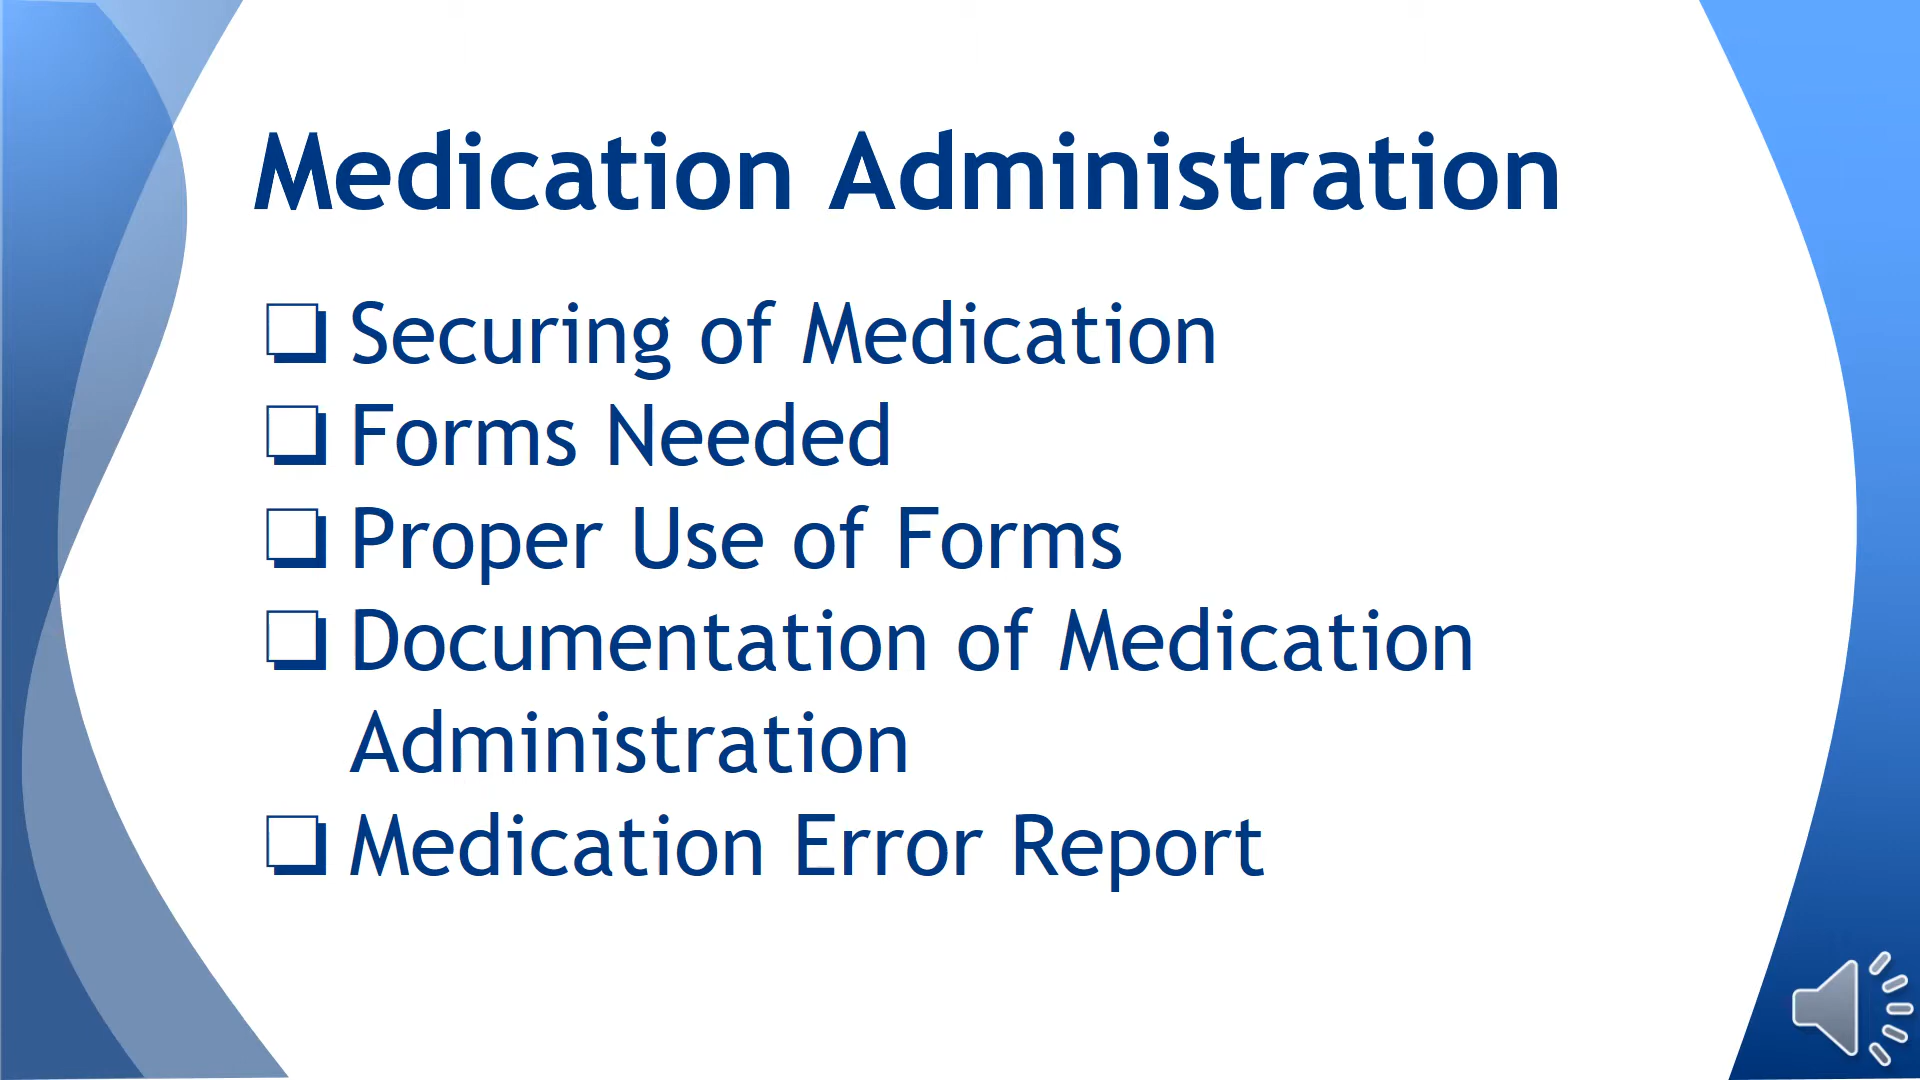 Medication Administration
❏ Securing of Medication
❏ Forms Needed
❏ Proper Use of Forms
❏ Documentation of Medication
Administration
❏ Medication Error Report